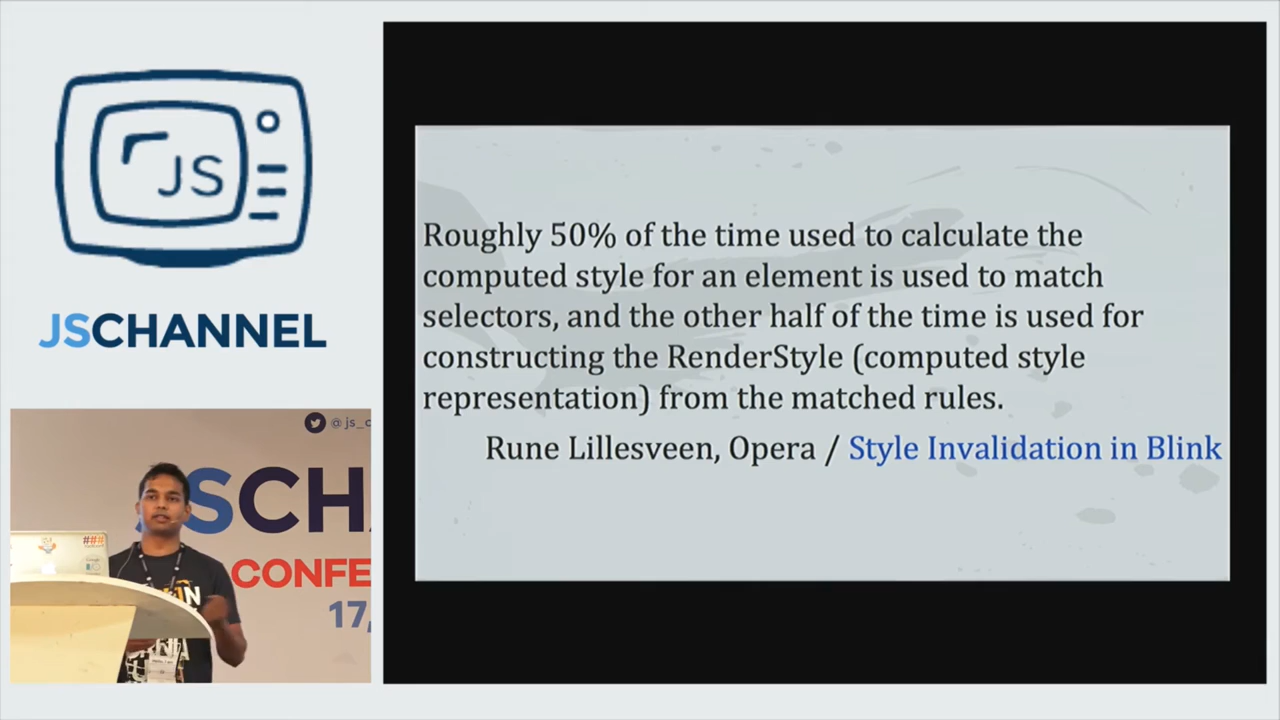 JS
JSCHANNEL
Roughly 50% of the time used to calculate the
computed style for an element is used to match
selectors, and the other half of the time is used for
constructing the RenderStyle (computed style
representation) from the matched rules.
Rune Lillesveen, Opera / Style Invalidation in Blink
@js_c
SCH
CONFE
17,
###